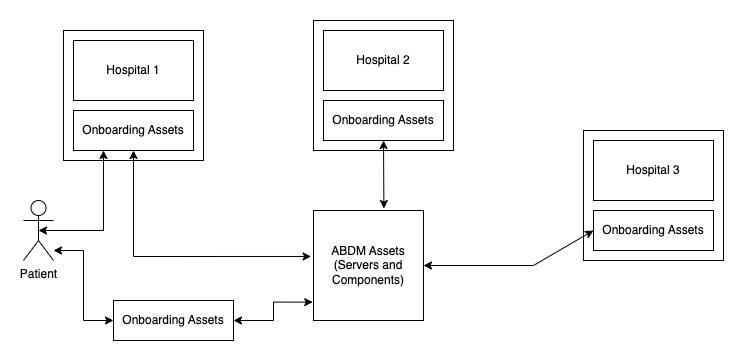 Hospital 1
Onboarding Assets
Hospital 2
Onboarding Assets
Hospital 3
Onboarding Assets
Patient
ABDM Assets
(Servers and
Components)
Onboarding Assets